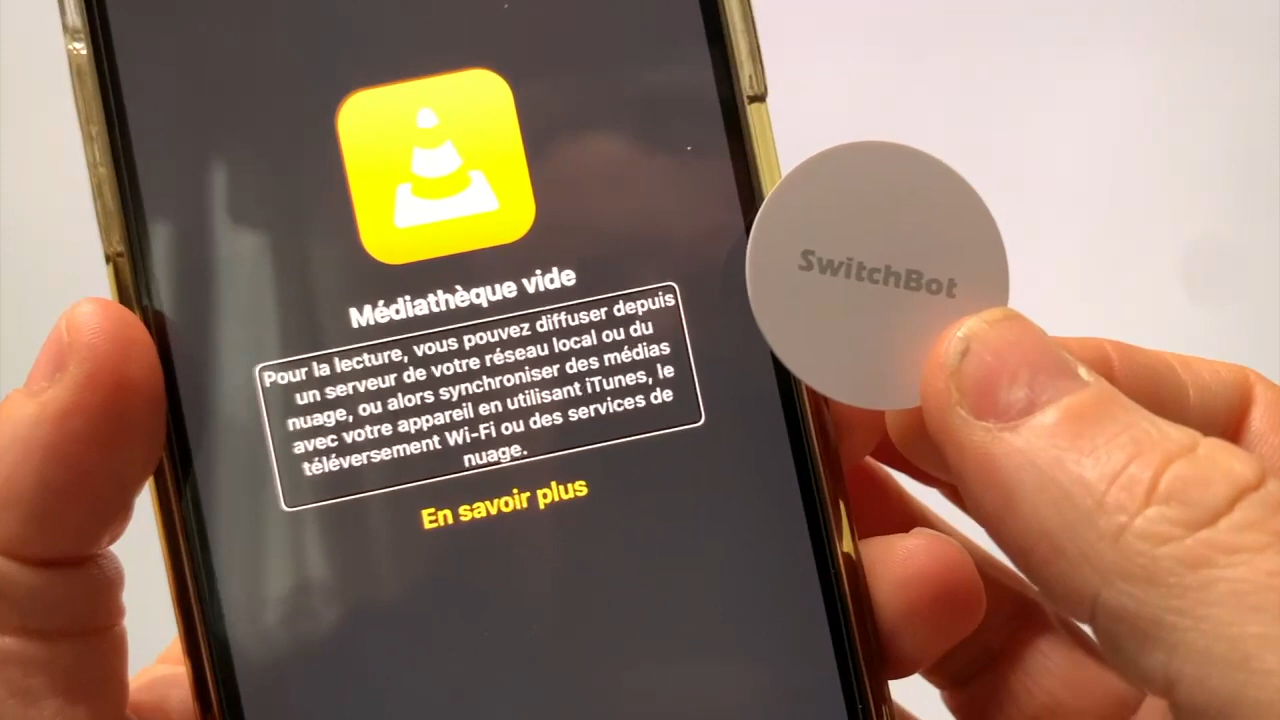 Médiathèque vide
Pour la lecture, vous pouvez diffuser depuis
un serveur de votre réseau local ou du
nuage, ou alors synchroniser des médias
avec votre appareil en utilisant iTunes, le
téléversement Wi-Fi ou des services de
nuage.
En savoir plus
SwitchBot